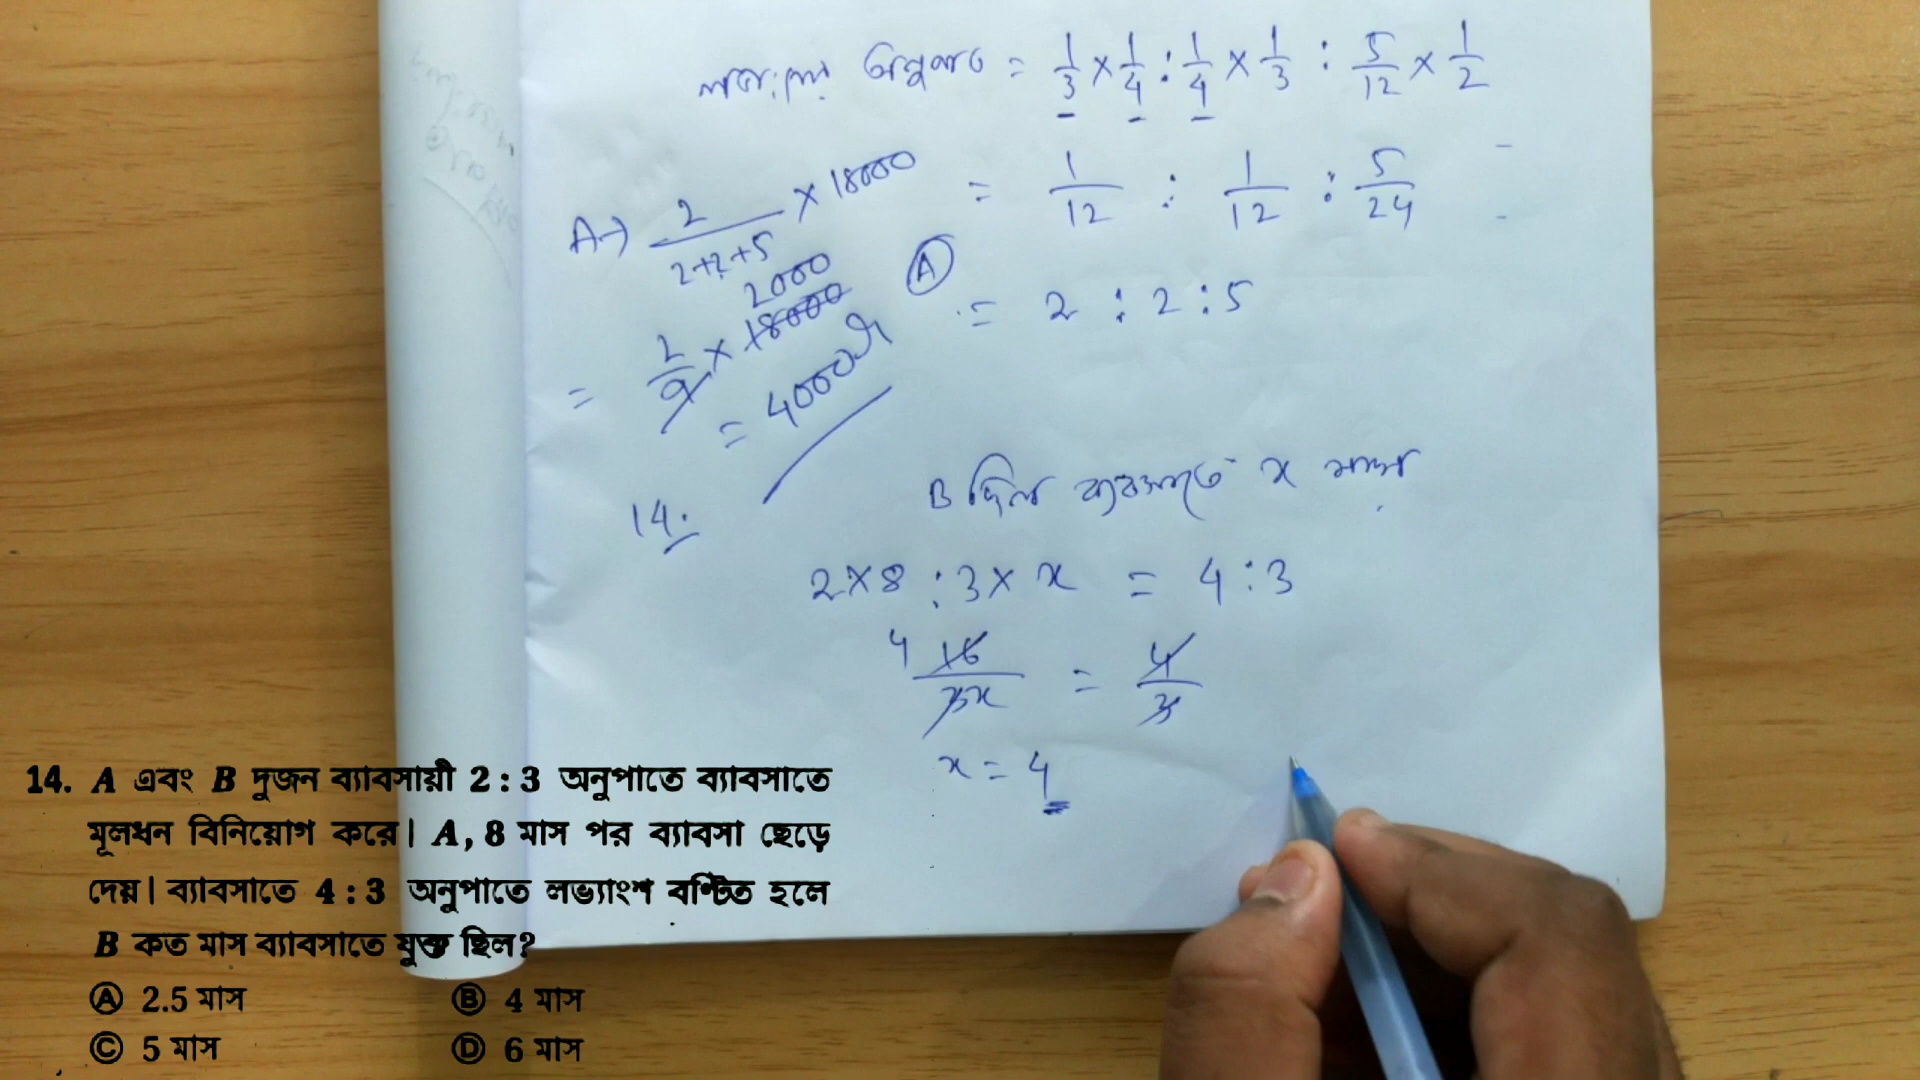 লভ্যাংশের অনুপাত = 1/3 × 1/4 : 1/4 × 1/3 : 5/12 × 1/2
= 1/12 : 1/12 : 5/24
= 2 : 2 : 5
A→) 2/2+2+5 × 18000
= 2/9 × 18000 2000
= 4000
A
14.
B ছিল ব্যবসাতে x মাস
2×8 : 3× x = 4 : 3
4 16/3x = 4/3
x = 4
14. A এবং B দুজন ব্যাবসায়ী 2 : 3 অনুপাতে ব্যাবসাতে
মূলধন বিনিয়োগ করে। A, 8 মাস পর ব্যাবসা ছেড়ে
দেয়। ব্যাবসাতে 4 : 3 অনুপাতে লভ্যাংশ বণ্টিত হলে
B কত মাস ব্যাবসাতে যুক্ত ছিল?
Ⓐ 2.5 মাস Ⓑ 4 মাস
Ⓒ 5 মাস Ⓓ 6 মাস